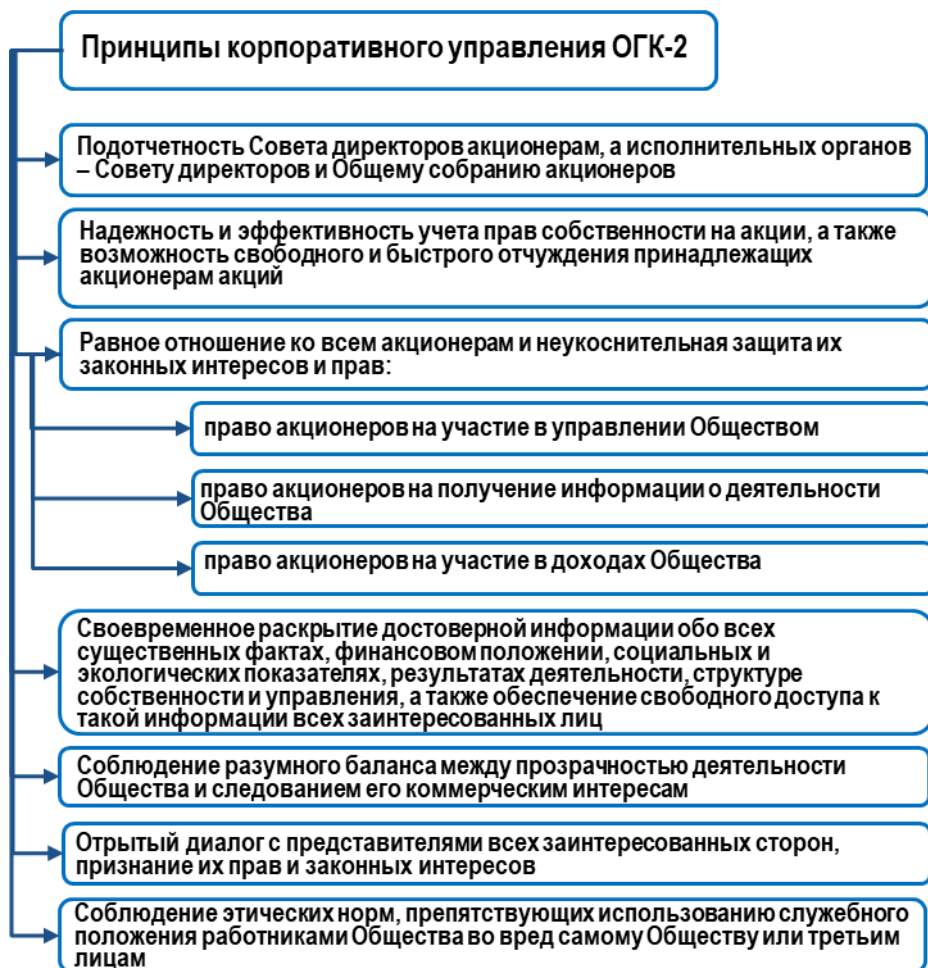 Принципы корпоративного управления ОГК-2
Подотчетность Совета директоров акционерам, а исполнительных органов
– Совету директоров и Общему собранию акционеров
Надежность и эффективность учета прав собственности на акции, а также
возможность свободного и быстрого отчуждения принадлежащих
акционерам акций
Равное отношение ко всем акционерам и неукоснительная защита их
законных интересов и прав:
право акционеров на участие в управлении Обществом
право акционеров на получение информации о деятельности
Общества
право акционеров на участие в доходах Общества
Своевременное раскрытие достоверной информации обо всех
существенных фактах, финансовом положении, социальных и
экологических показателях, результатах деятельности, структуре
собственности и управления, а также обеспечение свободного доступа к
такой информации всех заинтересованных лиц
Соблюдение разумного баланса между прозрачностью деятельности
Общества и следованием его коммерческим интересам
Отрытый диалог с представителями всех заинтересованных сторон,
признание их прав и законных интересов
Соблюдение этических норм, препятствующих использованию служебного
положения работниками Общества во вред самому Обществу или третьим
лицам